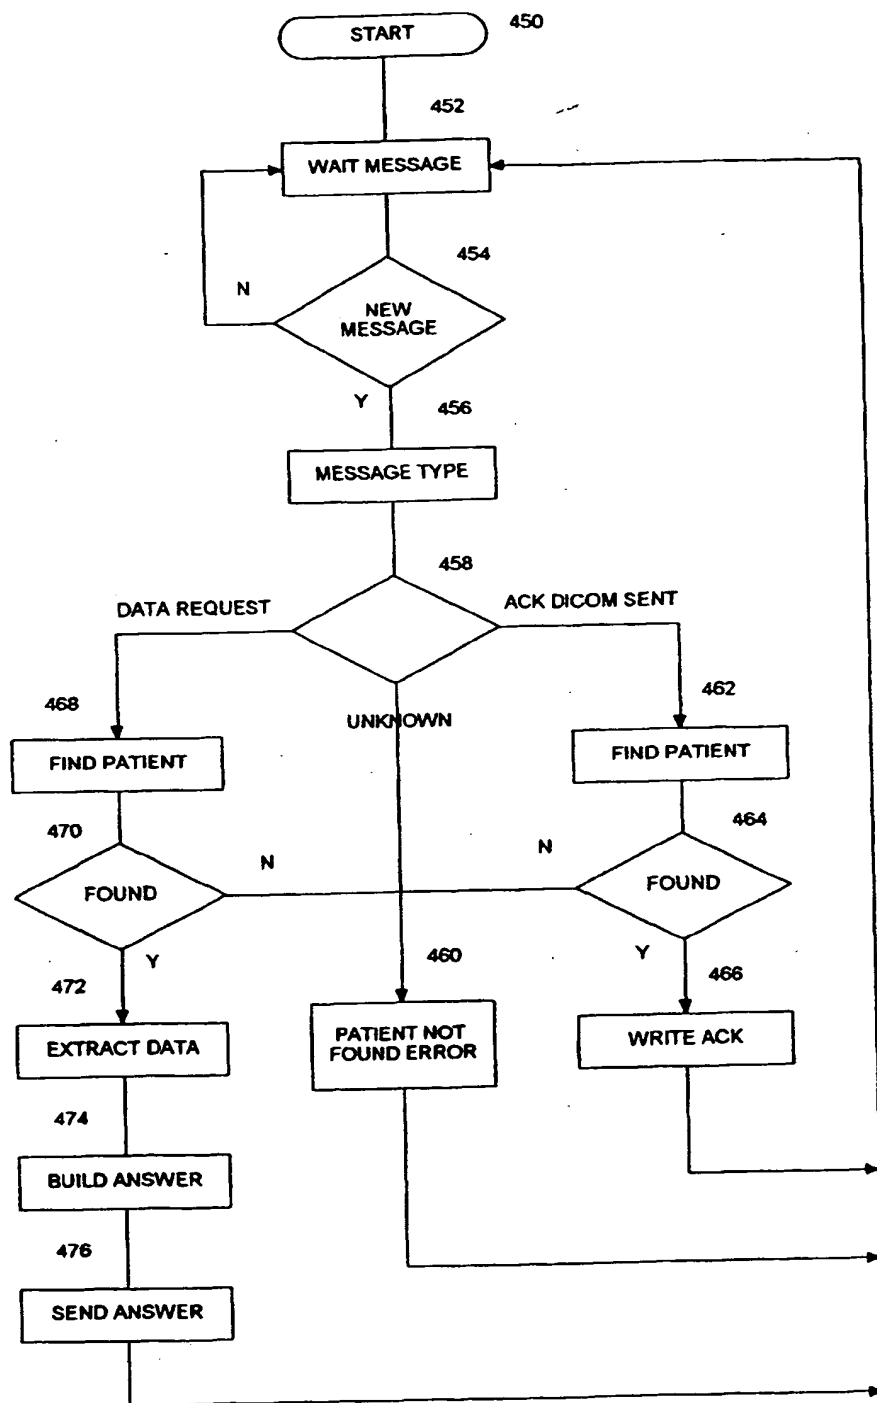 START
450
452
WAIT MESSAGE
454
N
NEW
MESSAGE
Y
456
MESSAGE TYPE
458
DATA REQUEST
ACK DICOM SENT
468
UNKNOWN
462
FIND PATIENT
FIND PATIENT
470
464
N
N
FOUND
FOUND
Y
460
Y
466
472
EXTRACT DATA
PATIENT NOT
FOUND ERROR
WRITE ACK
474
BUILD ANSWER
476
SEND ANSWER